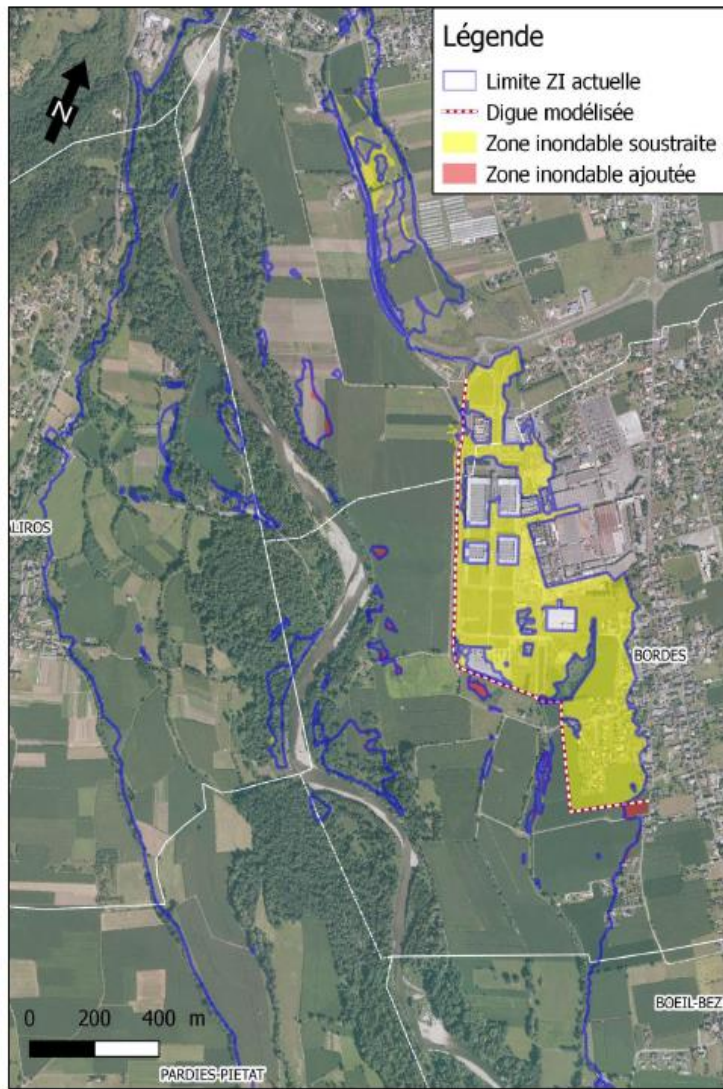 Légende
Limite ZI actuelle
Digue modélisée
Zone inondable soustraite
Zone inondable ajoutée
N
LIROS
BORDES
BOEIL-BEZ
0 200 400 m
PARDIES-PIETAT